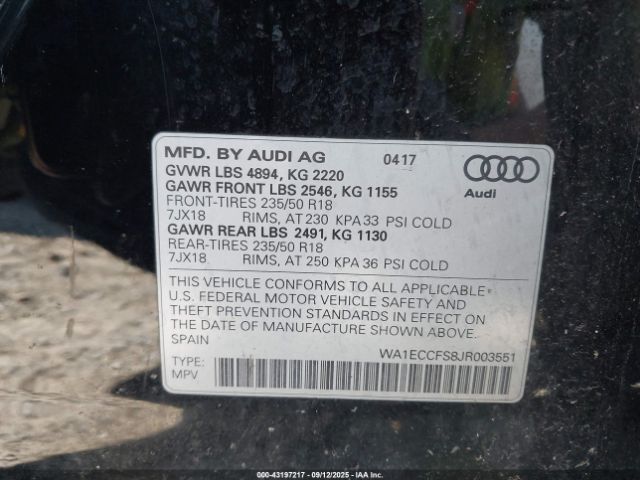 MFD. BY AUDI AG 0417
GVWR LBS 4894, KG 2220
GAWR FRONT LBS 2546, KG 1155
FRONT-TIRES 235/50 R18
7JX18 RIMS, AT 230 KPA 33 PSI COLD
GAWR REAR LBS 2491, KG 1130
REAR-TIRES 235/50 R18
7JX18 RIMS, AT 250 KPA 36 PSI COLD
Audi
THIS VEHICLE CONFORMS TO ALL APPLICABLE
U.S. FEDERAL MOTOR VEHICLE SAFETY AND
THEFT PREVENTION STANDARDS IN EFFECT ON
THE DATE OF MANUFACTURE SHOWN ABOVE.
SPAIN
WA1ECCFS8JR003551
TYPE:
MPV
000-43197217 - 09/12/2025 - IAAI.COM